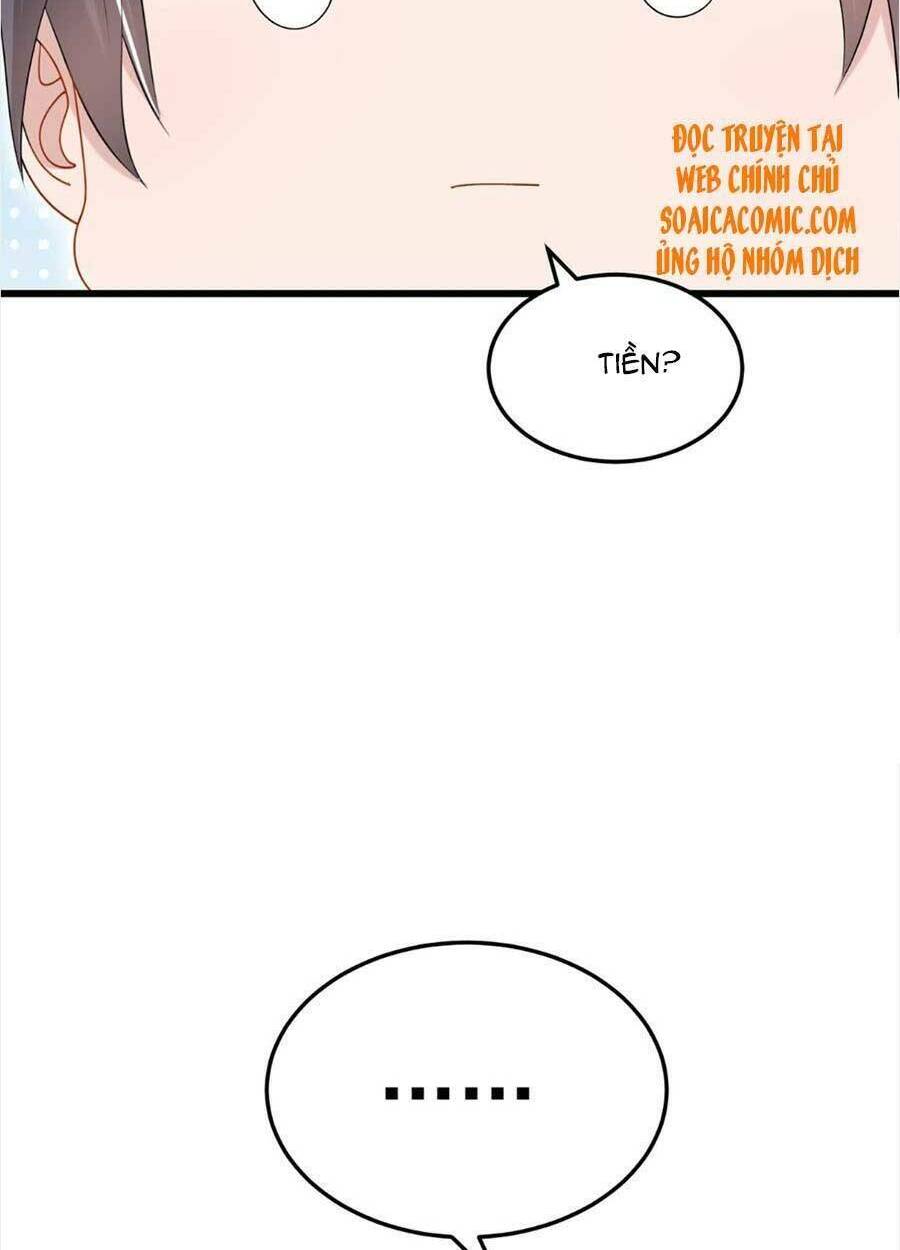 ĐỌC TRUYỆN TẠI
WEB CHÍNH CHỦ
SOAICACOMIC.COM
ỦNG HỘ NHÓM DỊCH
TIỀN?
......